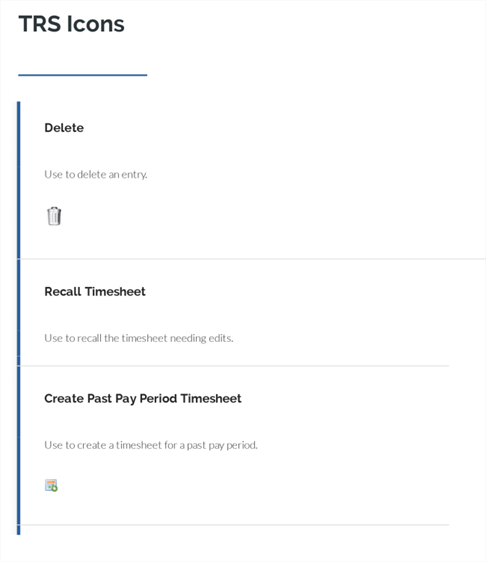 TRS Icons
Delete
Use to delete an entry.
Recall Timesheet
Use to recall the timesheet needing edits.
Create Past Pay Period Timesheet
Use to create a timesheet for a past pay period.